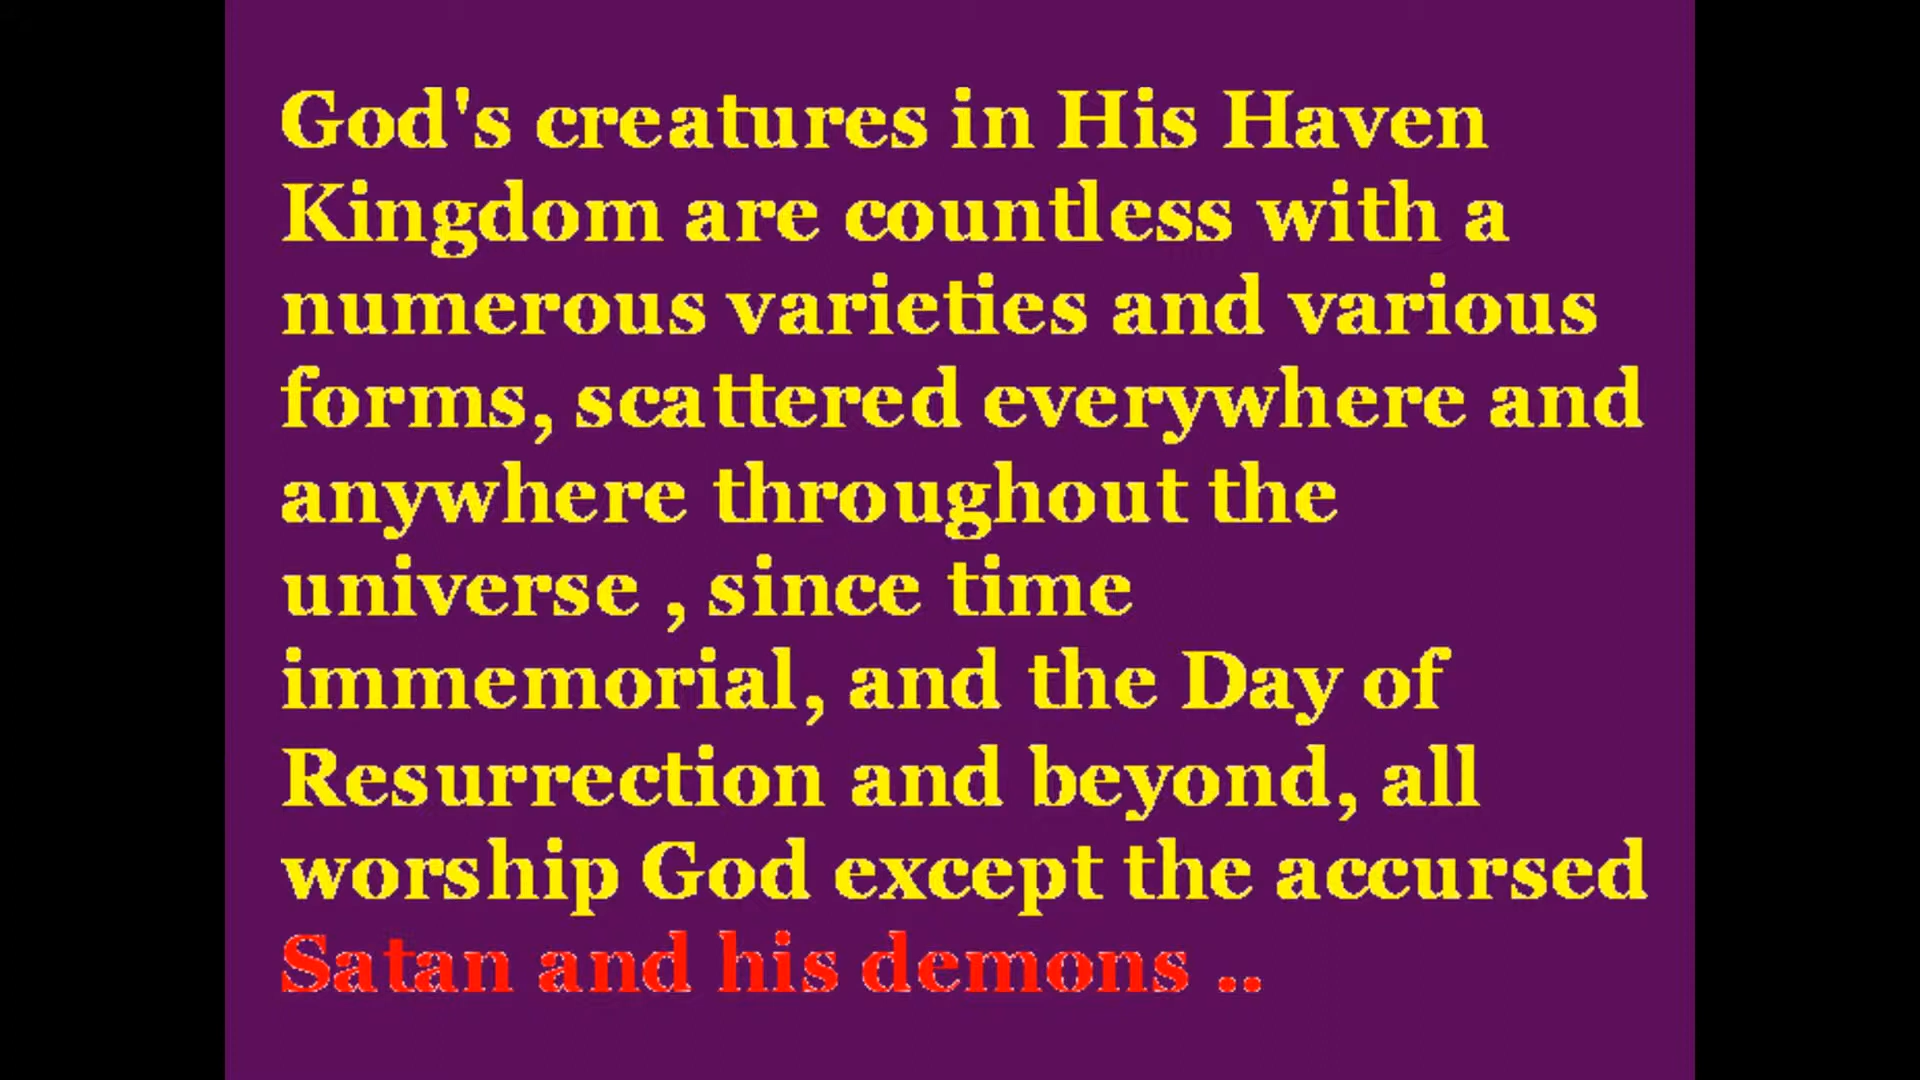 God's creatures in His Haven
Kingdom are countless with a
numerous varieties and various
forms, scattered everywhere and
anywhere throughout the
universe , since time
immemorial, and the Day of
Resurrection and beyond, all
worship God except the accursed
Satan and his demons ..